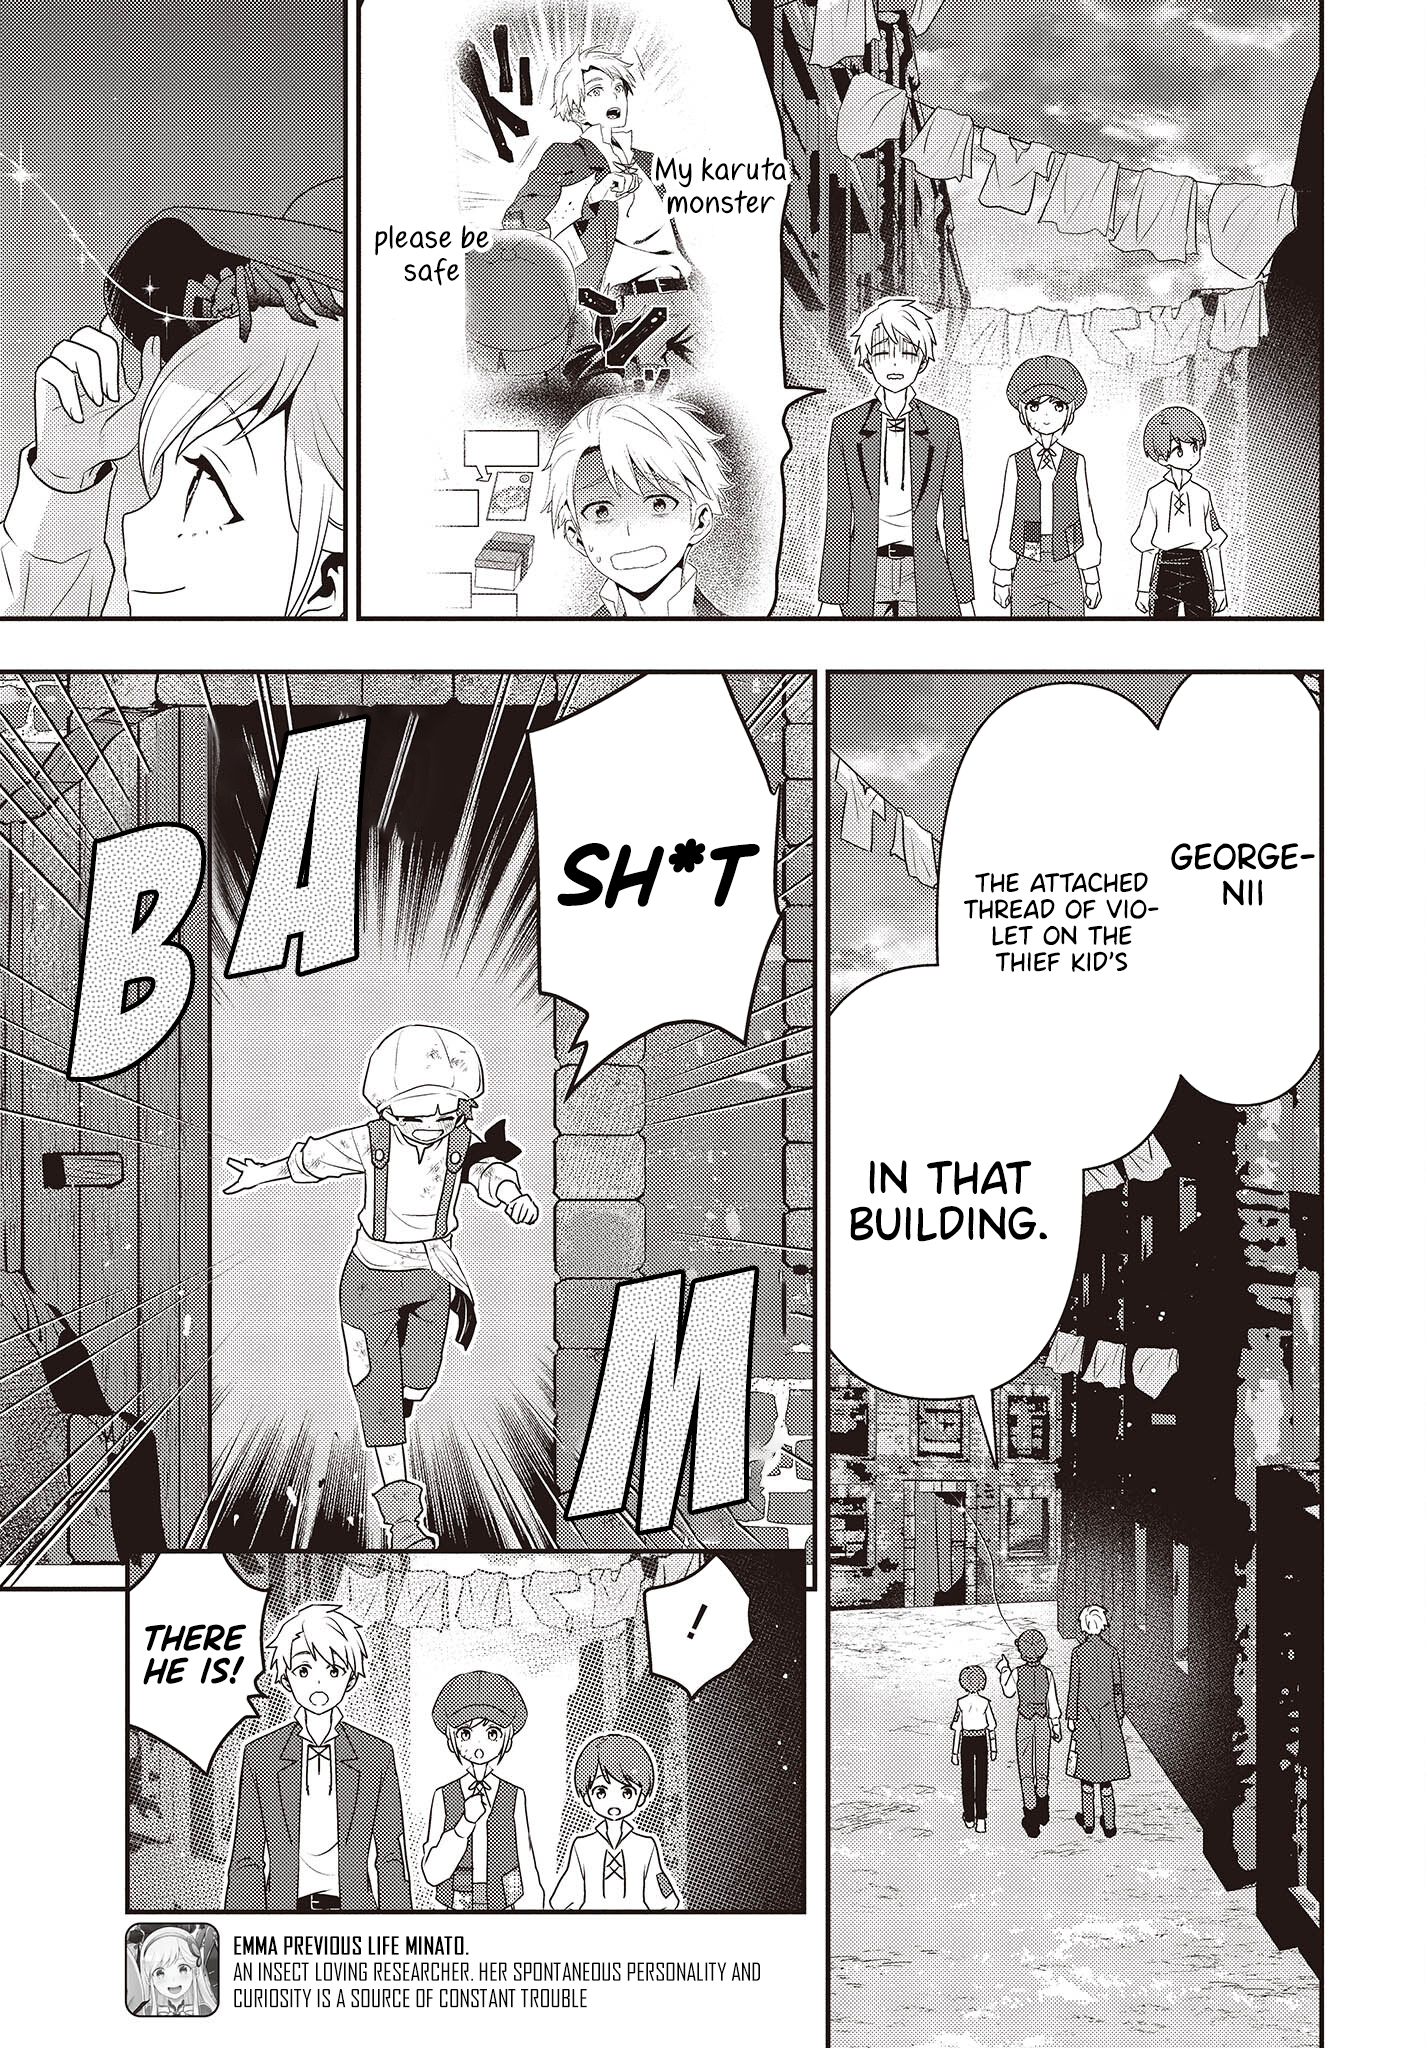 My karuta
monster
please be
safe
GEORGE-
NII
THE ATTACHED
THREAD OF VIO-
LET ON THE
THIEF KID'S
IN THAT
BUILDING.
SH*T
BAM
!
THERE
HE IS!
EMMA PREVIOUS LIFE MINATO.
AN INSECT LOVING RESEARCHER. HER SPONTANEOUS PERSONALITY AND
CURIOSITY IS A SOURCE OF CONSTANT TROUBLE